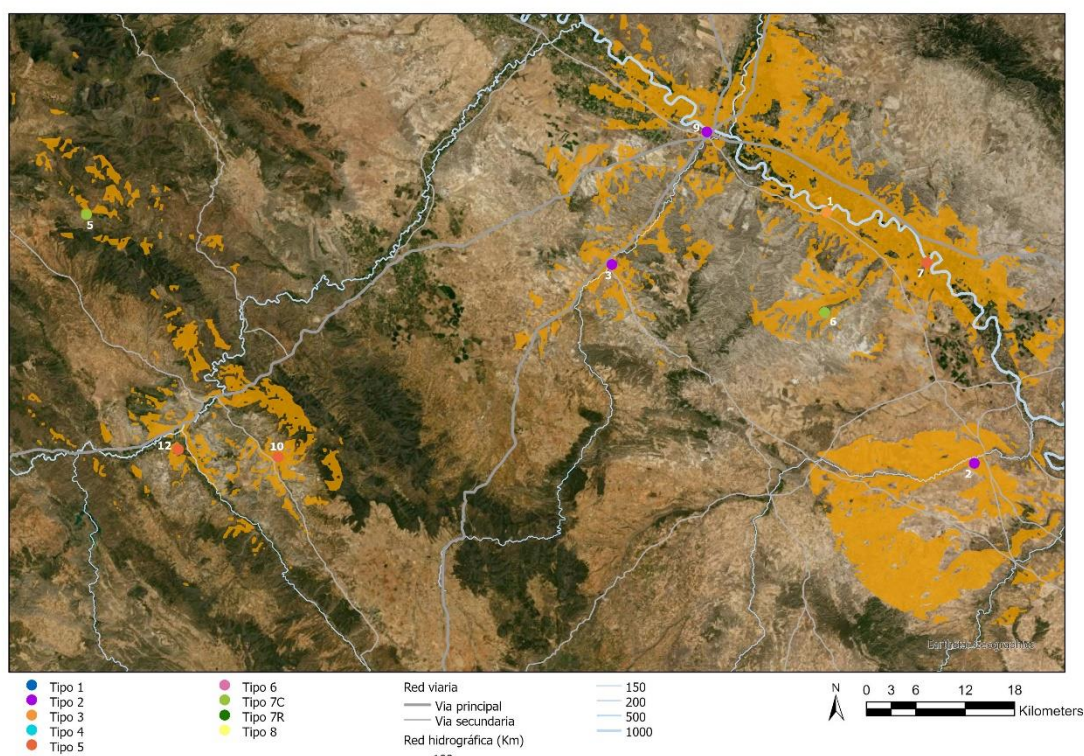 9
1
5
3
7
6
12
10
2
Tipo 1
Tipo 2
Tipo 3
Tipo 4
Tipo 5
Tipo 6
Tipo 7C
Tipo 7R
Tipo 8
Red viaria
Via principal
Via secundaria
Red hidrográfica (Km)
150
200
500
1000
N
0 3 6 12 18
Kilometers